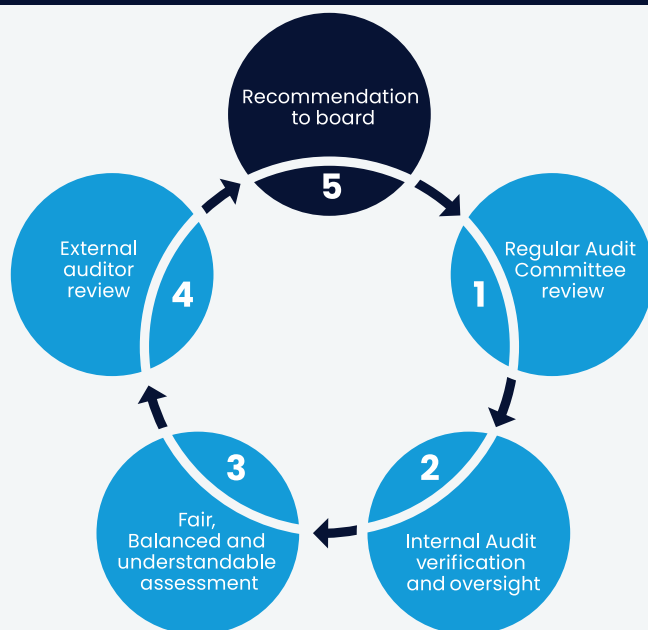 Recommendation
to board
5
Regular Audit
Committee
review
1
2
Internal Audit
verification
and oversight
3
Fair,
Balanced and
understandable
assessment
External
auditor
review
4